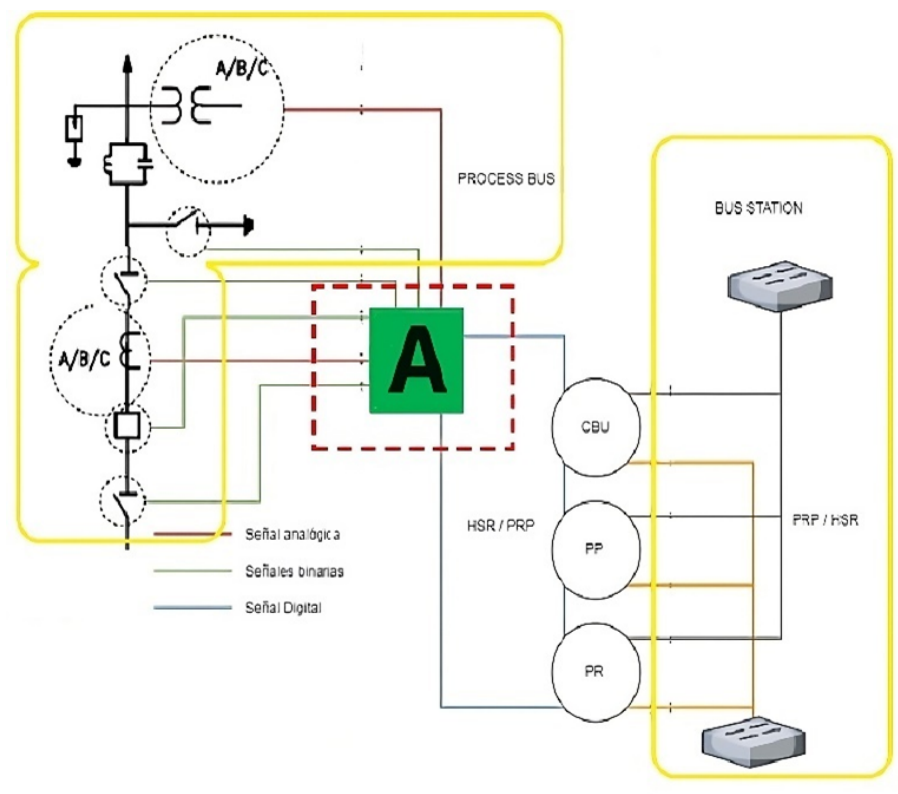 A/B/C
PROCESS BUS
BUS STATION
A/B/C
A
CBU
HSR / PRP
PP
PRP / HSR
Señal analógica
Señales binarias
Señal Digital
PR